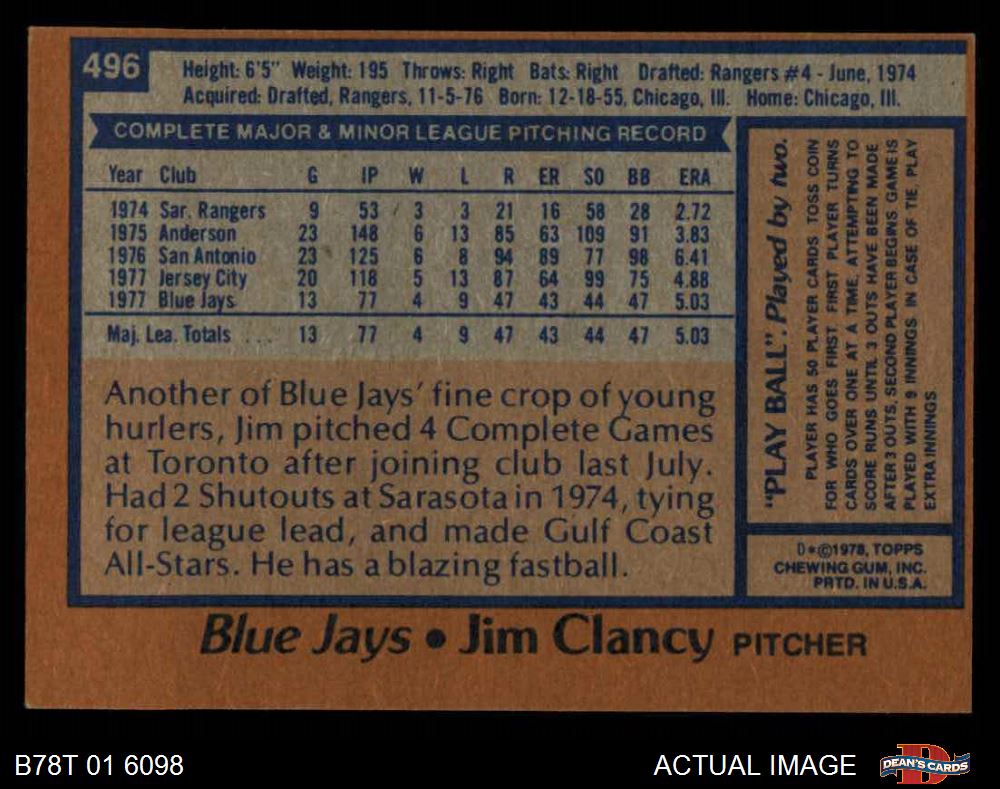 496
Height: 6'5" Weight: 195 Throws: Right Bats: Right Drafted: Rangers #4 - June, 1974
Acquired: Drafted, Rangers, 11-5-76 Born: 12-18-55, Chicago, Ill. Home: Chicago, Ill.
COMPLETE MAJOR & MINOR LEAGUE PITCHING RECORD
Year Club G IP W L R ER SO BB ERA
1974 Sar. Rangers 9 53 3 3 21 16 58 28 2.72
1975 Anderson 23 148 6 13 85 63 109 91 3.83
1976 San Antonio 23 125 6 8 94 89 77 98 6.41
1977 Jersey City 20 118 5 13 87 64 99 75 4.88
1977 Blue Jays 13 77 4 9 47 43 44 47 5.03
Maj. Lea. Totals ... 13 77 4 9 47 43 44 47 5.03
Another of Blue Jays' fine crop of young
hurlers, Jim pitched 4 Complete Games
at Toronto after joining club last July.
Had 2 Shutouts at Sarasota in 1974, tying
for league lead, and made Gulf Coast
All-Stars. He has a blazing fastball.
"PLAY BALL". Played by two.
PLAYER HAS 50 PLAYER CARDS TOSS COIN
FOR WHO GOES FIRST. FIRST PLAYER TURNS
CARDS OVER ONE AT A TIME. ATTEMPTING TO
SCORE RUNS UNTIL 3 OUTS HAVE BEEN MADE
AFTER 3 OUTS, SECOND PLAYER BEGINS GAME IS
PLAYED WITH 9 INNINGS IN CASE OF TIE, PLAY
EXTRA INNINGS
D*©1978, TOPPS
CHEWING GUM, INC.
PRTD. IN U.S.A.
Blue Jays • Jim Clancy PITCHER
B78T 01 6098
ACTUAL IMAGE
D
DEAN'S CARDS